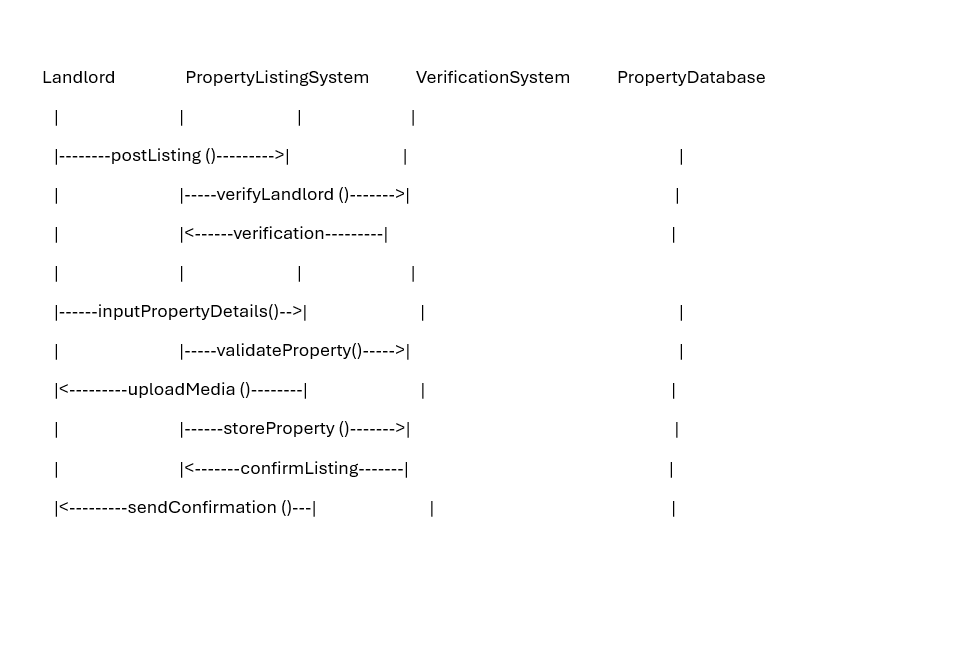 Landlord PropertyListingSystem VerificationSystem PropertyDatabase
| | | |
|--------postListing ()--------->| | |
| |-----verifyLandlord ()------->| |
| |<------verification---------| |
| | | |
|------inputPropertyDetails()-->| | |
| |-----validateProperty()----->| |
|<---------uploadMedia ()--------| | |
| |------storeProperty ()------->| |
| |<-------confirmListing-------| |
|<---------sendConfirmation ()---| | |